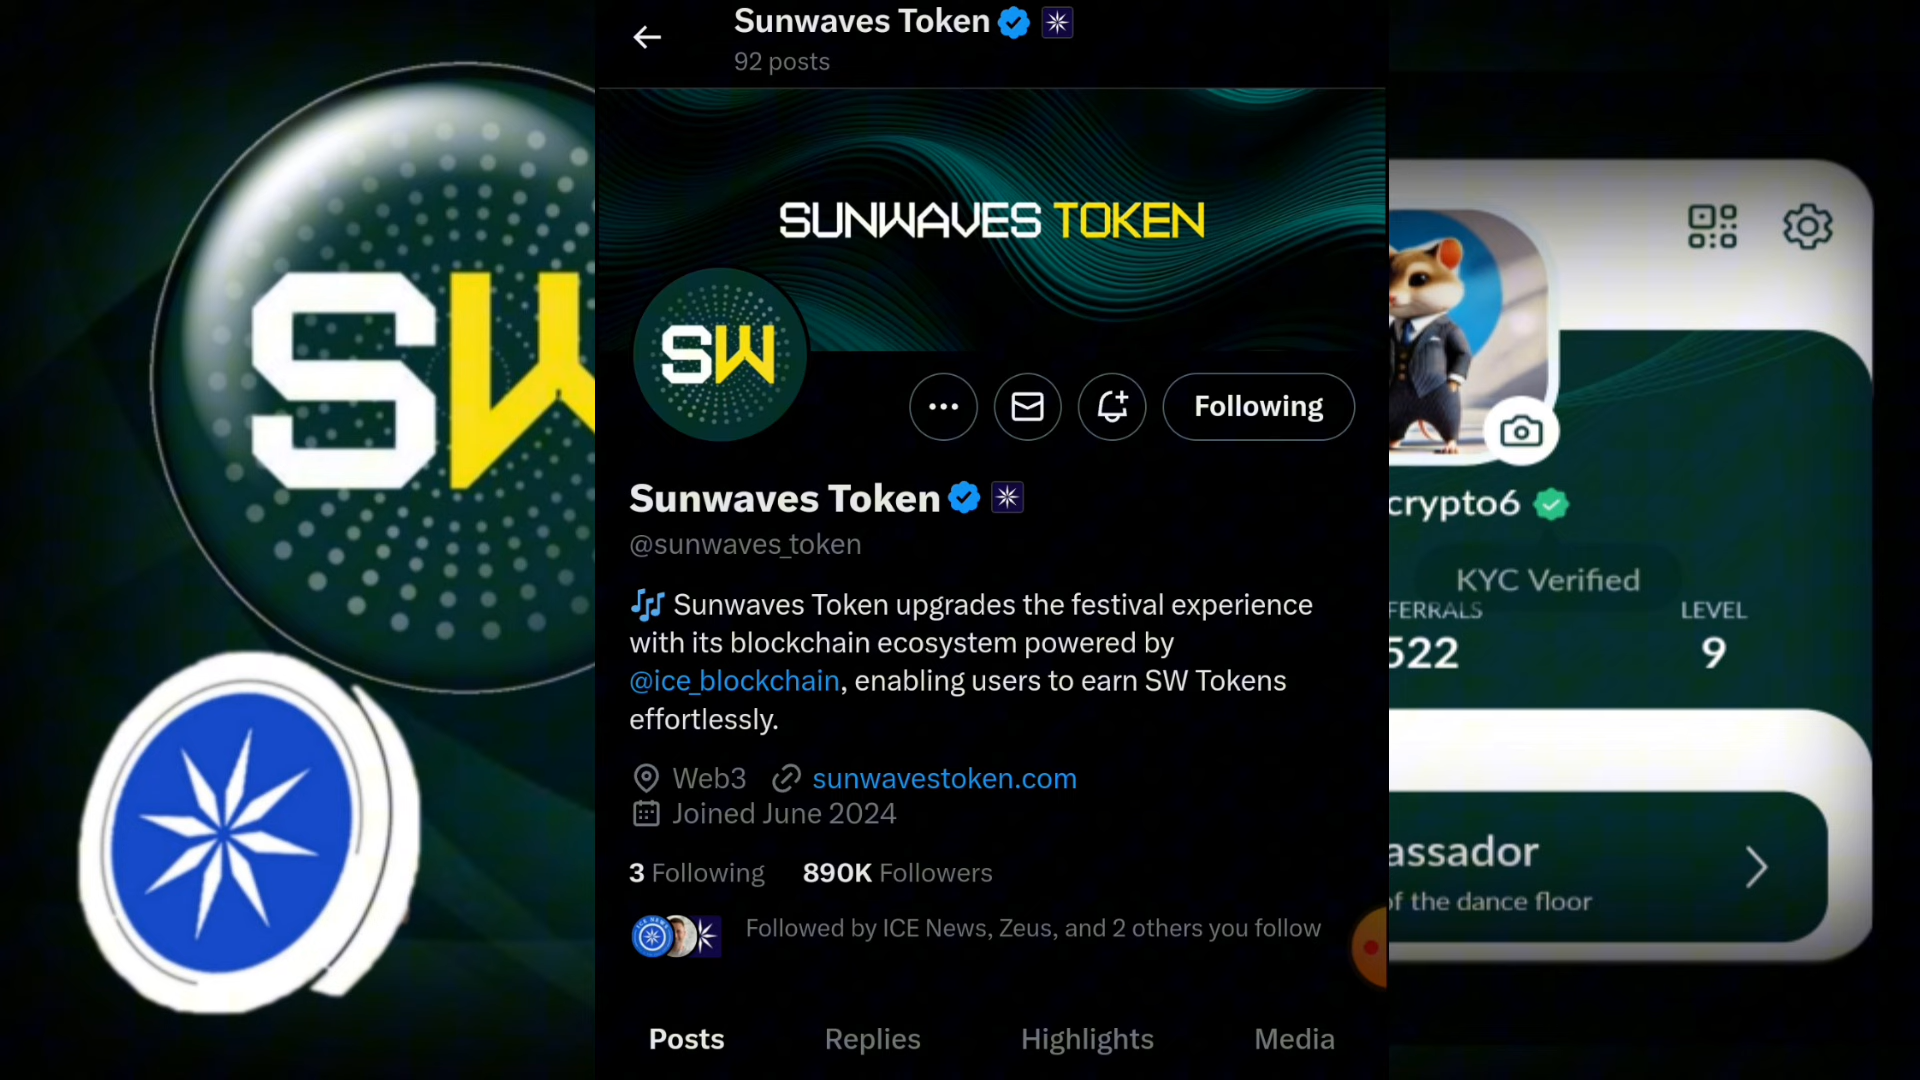 Sunwaves Token
92 posts
SUNWAVES TOKEN
SW
SW
Following
Sunwaves Token
@sunwaves_token
Sunwaves Token upgrades the festival experience
with its blockchain ecosystem powered by
@ice_blockchain, enabling users to earn SW Tokens
effortlessly.
Web3 sunwavestoken.com
Joined June 2024
3 Following 890K Followers
Followed by ICE News, Zeus, and 2 others you follow
Posts Replies Highlights Media
crypto6
KYC Verified
FERRALS LEVEL
522 9
assador
of the dance floor